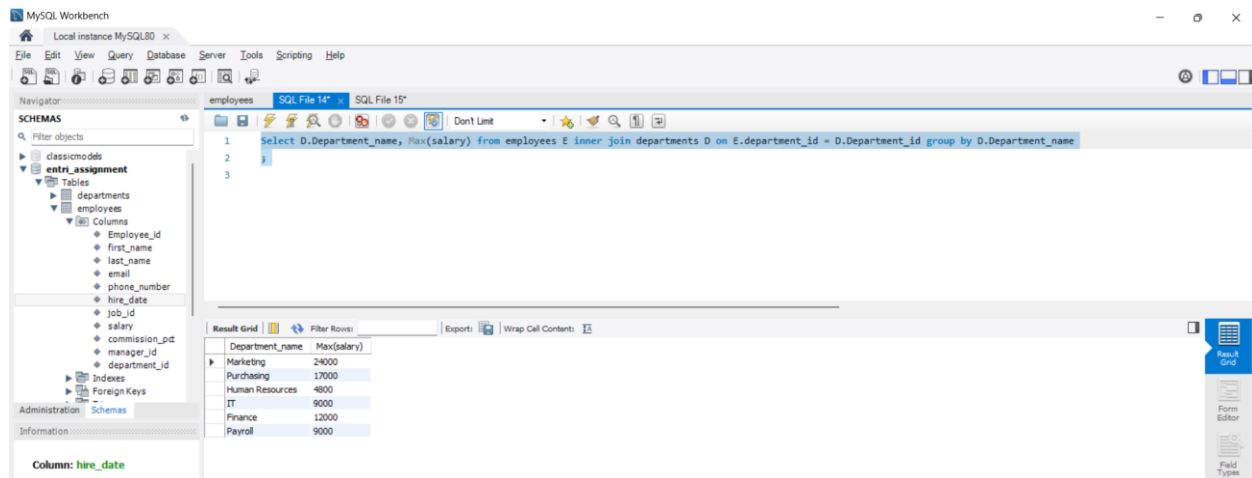 MySQL Workbench
Local instance MySQL80 ×
File Edit View Query Database Server Tools Scripting Help
Navigator
employees SQL File 14* × SQL File 15*
SCHEMAS
Filter objects
Don't Limit
classicmodels
entri_assignment
Tables
departments
employees
Columns
Employee_id
first_name
last_name
email
phone_number
hire_date
job_id
salary
commission_pct
manager_id
department_id
Indexes
Foreign Keys
Administration Schemas
Information
Column: hire_date
1 Select D.Department_name, Max(salary) from employees E inner join departments D on E.department_id = D.Department_id group by D.Department_name
2 ;
3
Result Grid Filter Rows: Export: Wrap Cell Content:
Department_name Max(salary)
Marketing 24000
Purchasing 17000
Human Resources 4800
IT 9000
Finance 12000
Payroll 9000
Result
Grid
Form
Editor
Field
Types